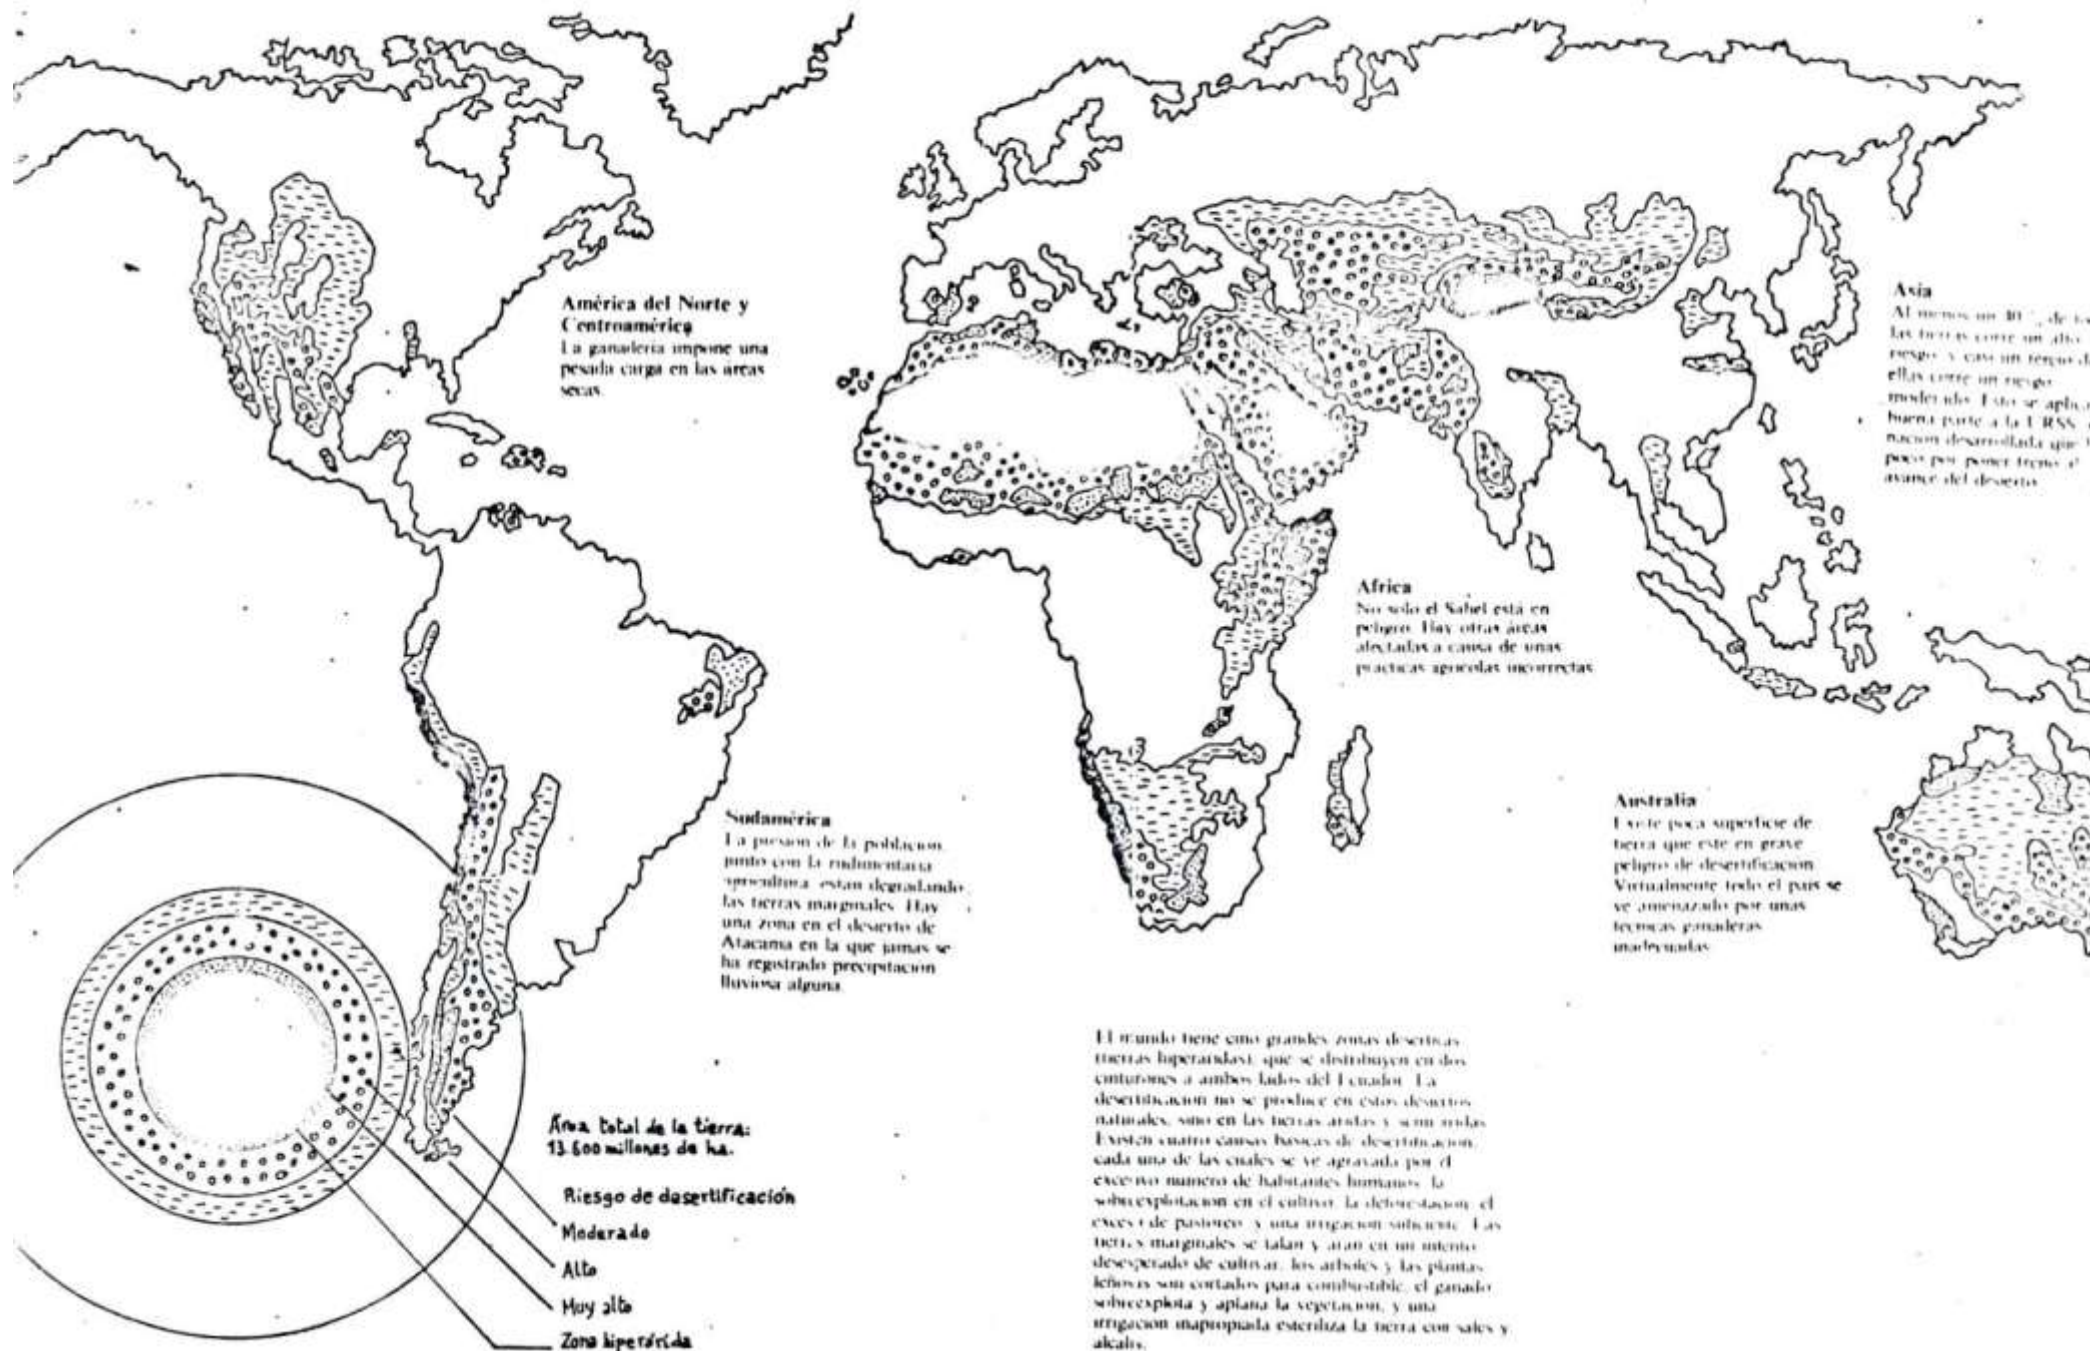 América del Norte y
Centroamérica
La ganadería impone una
pesada carga en las áreas
secas.
Asia
Al menos un de
las tierras corre un alto
riesgo y casi un tercio
ellas corre un riesgo
moderado. Esto se
buena parte a la URSS,
nación desarrollada que
poco por poner freno
avance del desierto
Africa
No solo el Sahel está en
peligro. Hay otras áreas
afectadas a causa de unas
prácticas agrícolas incorrectas
Sudamérica
La presión de la población
junto con la rudimentaria
agricultura están degradando
las tierras marginales. Hay
una zona en el desierto de
Atacama en la que jamás se
ha registrado precipitación
lluviosa alguna.
Australia
Existe poca superficie de
tierra que esté en grave
peligro de desertificación
Virtualmente todo el país se
ve amenazado por unas
técnicas ganaderas
inadecuadas
Área total de la tierra:
13.600 millones de ha.
Riesgo de desertificación
Moderado
Alto
Muy alto
Zona hiperárida
El mundo tiene cinco grandes zonas desérticas
(tierras hiperáridas), que se distribuyen en dos
cinturones a ambos lados del Ecuador. La
desertificación no se produce en estos desiertos
naturales, sino en las tierras áridas y semiáridas
Existen cuatro causas básicas de desertificación,
cada una de las cuales se ve agravada por el
excesivo número de habitantes humanos: la
sobreexplotación en el cultivo, la deforestación, el
exceso de pastoreo y una irrigación suficiente. Las
tierras marginales se talan y aran en un intento
desesperado de cultivar, los árboles y las plantas
leñosas son cortados para combustible, el ganado
sobreexplota y aplana la vegetación, y una
irrigación inapropiada esteriliza la tierra con sales y
álcalis.